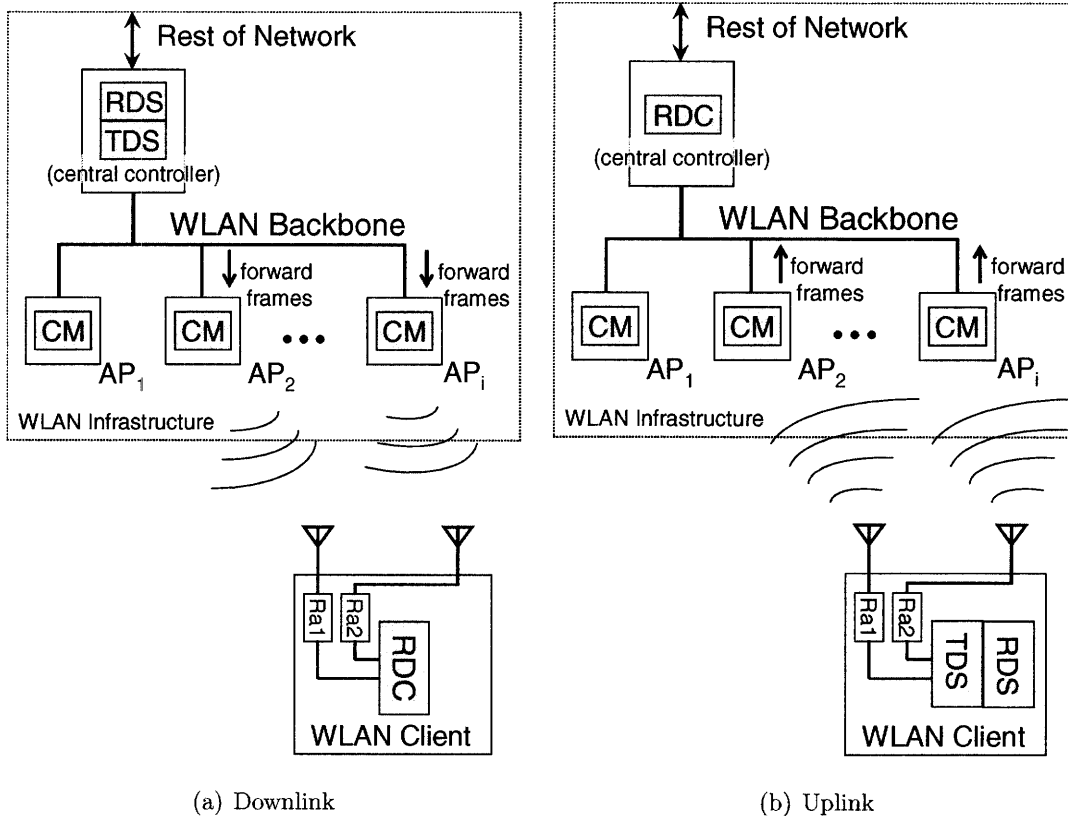 Rest of Network
RDS
TDS
(central controller)
WLAN Backbone
forward
frames
forward
frames
CM
CM
•••
CM
AP1
AP2
APi
WLAN Infrastructure
Ra1
Ra2
RDC
WLAN Client
(a) Downlink
Rest of Network
RDC
(central controller)
WLAN Backbone
forward
frames
forward
frames
CM
CM
•••
CM
AP1
AP2
APi
WLAN Infrastructure
Ra1
Ra2
TDS
RDS
WLAN Client
(b) Uplink